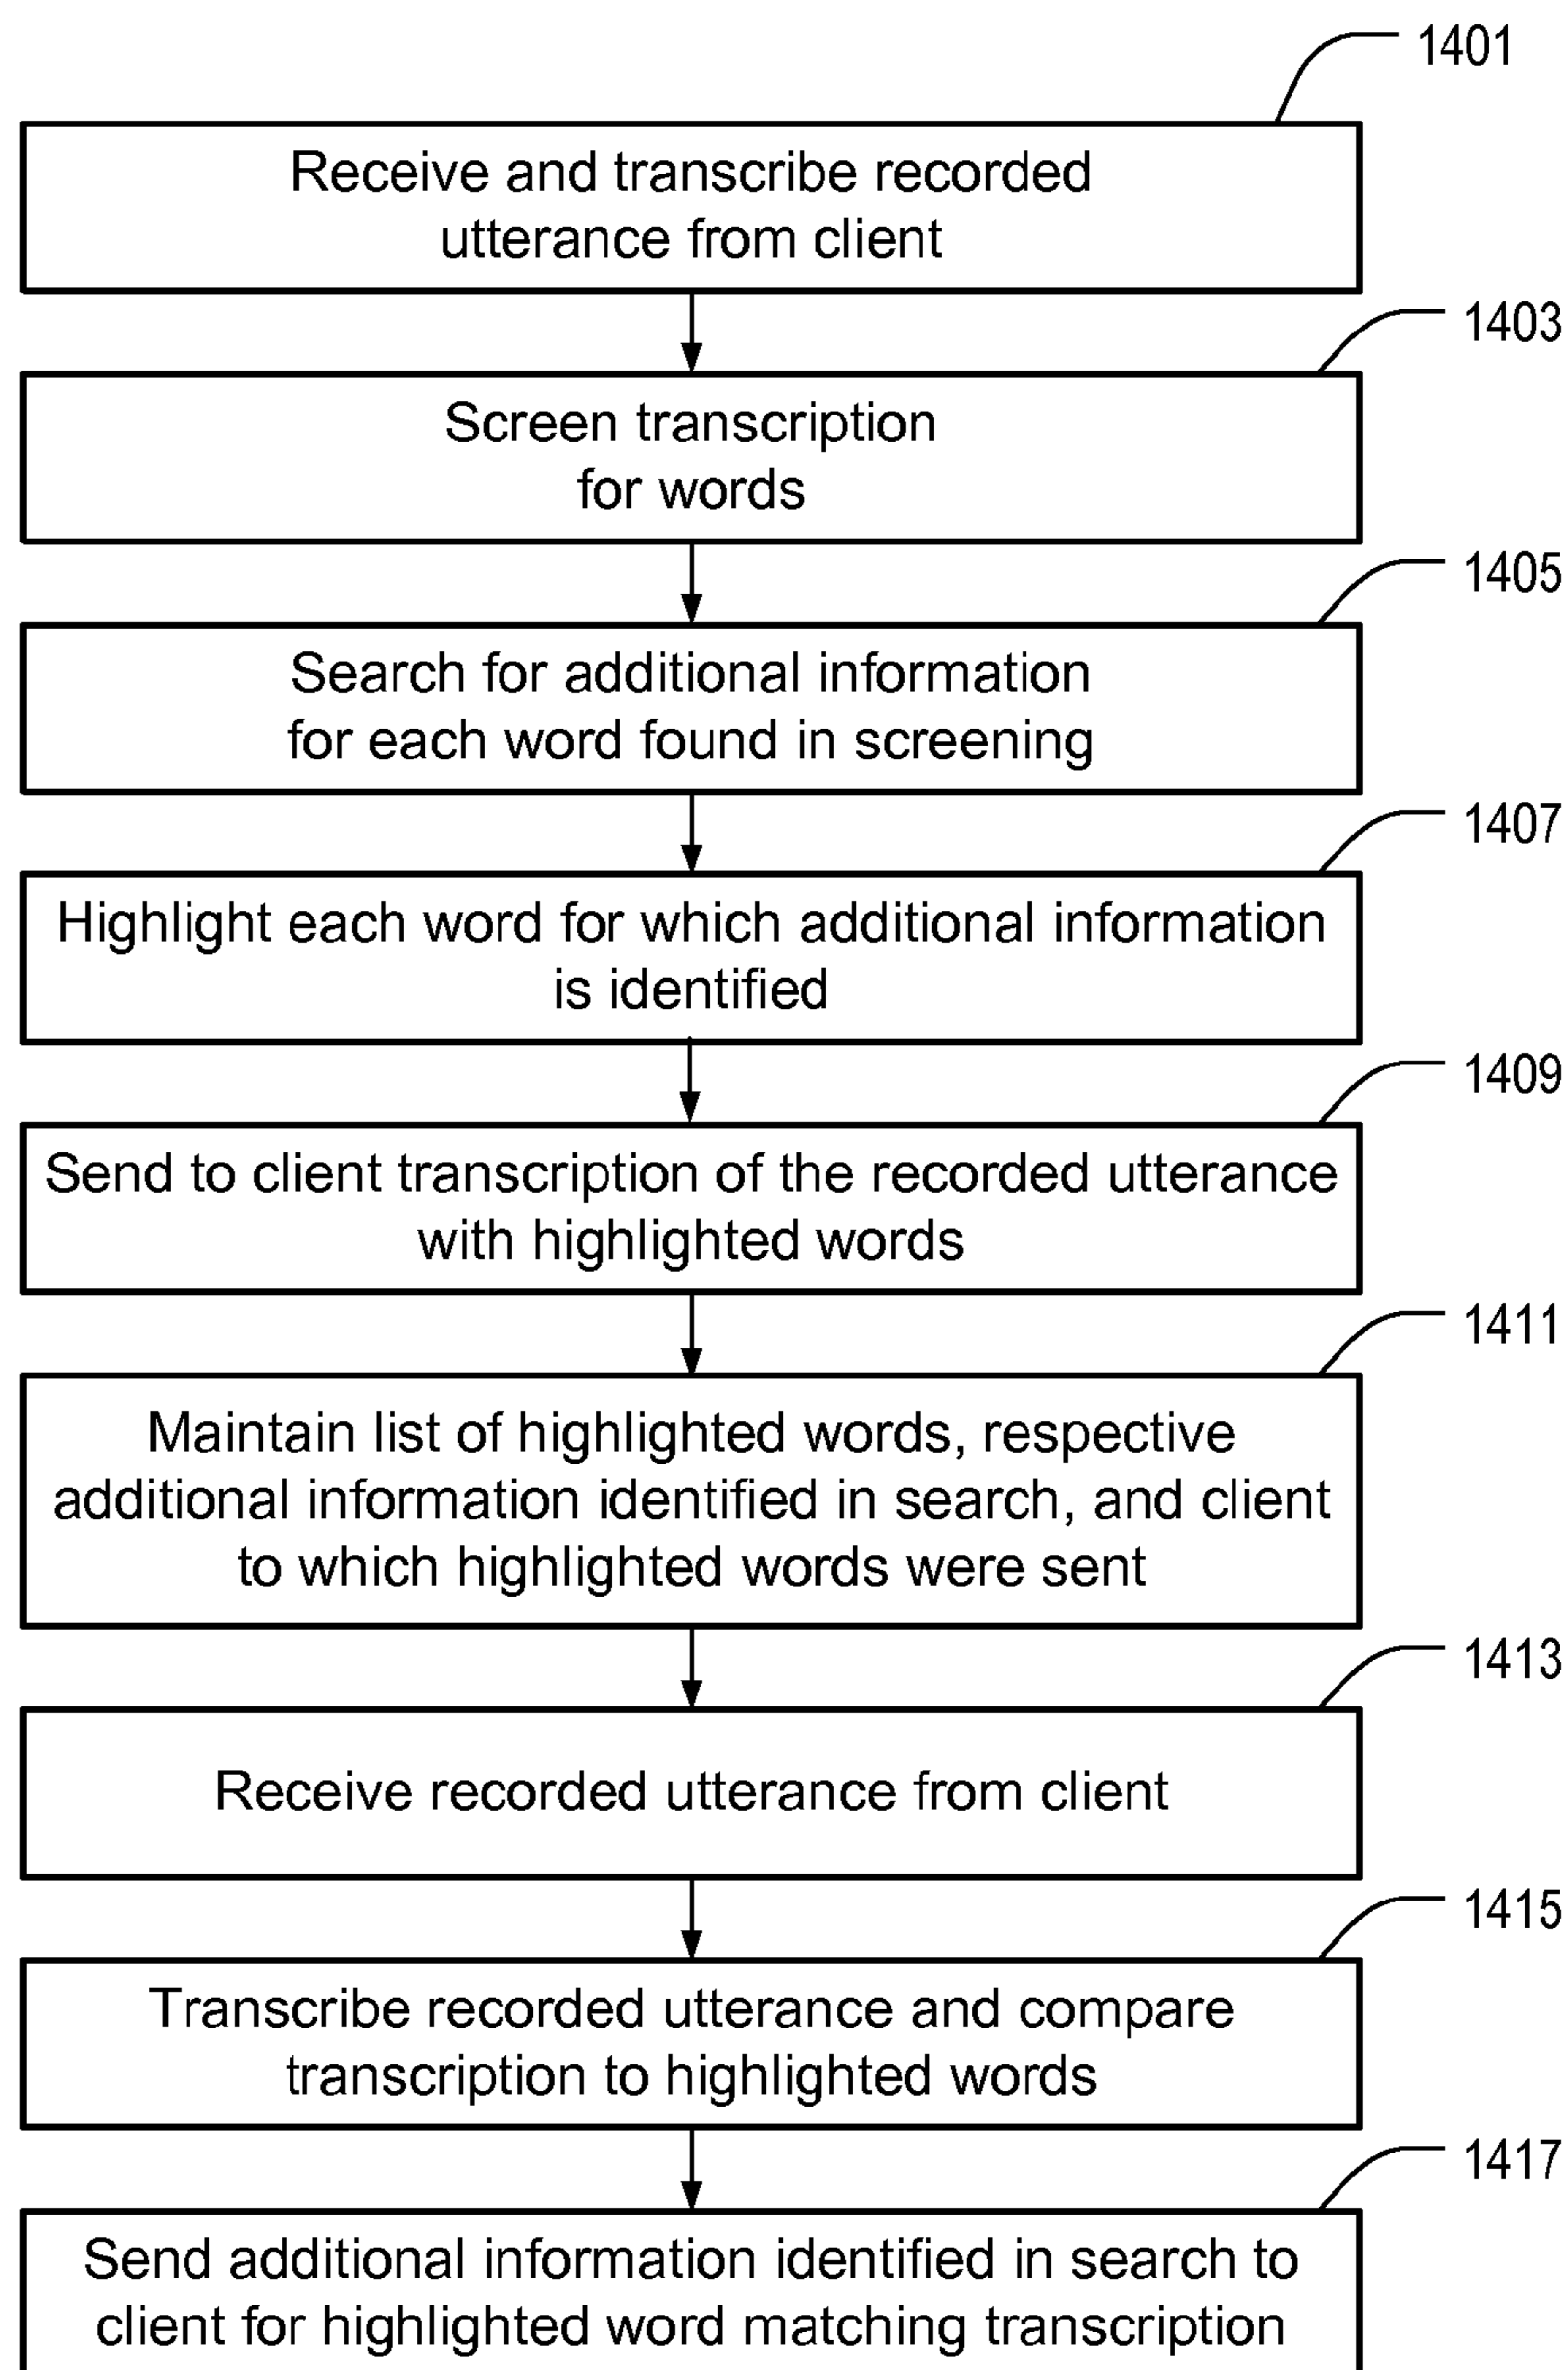 1401
Receive and transcribe recorded
utterance from client
1403
Screen transcription
for words
1405
Search for additional information
for each word found in screening
1407
Highlight each word for which additional information
is identified
1409
Send to client transcription of the recorded utterance
with highlighted words
1411
Maintain list of highlighted words, respective
additional information identified in search, and client
to which highlighted words were sent
1413
Receive recorded utterance from client
1415
Transcribe recorded utterance and compare
transcription to highlighted words
1417
Send additional information identified in search to
client for highlighted word matching transcription